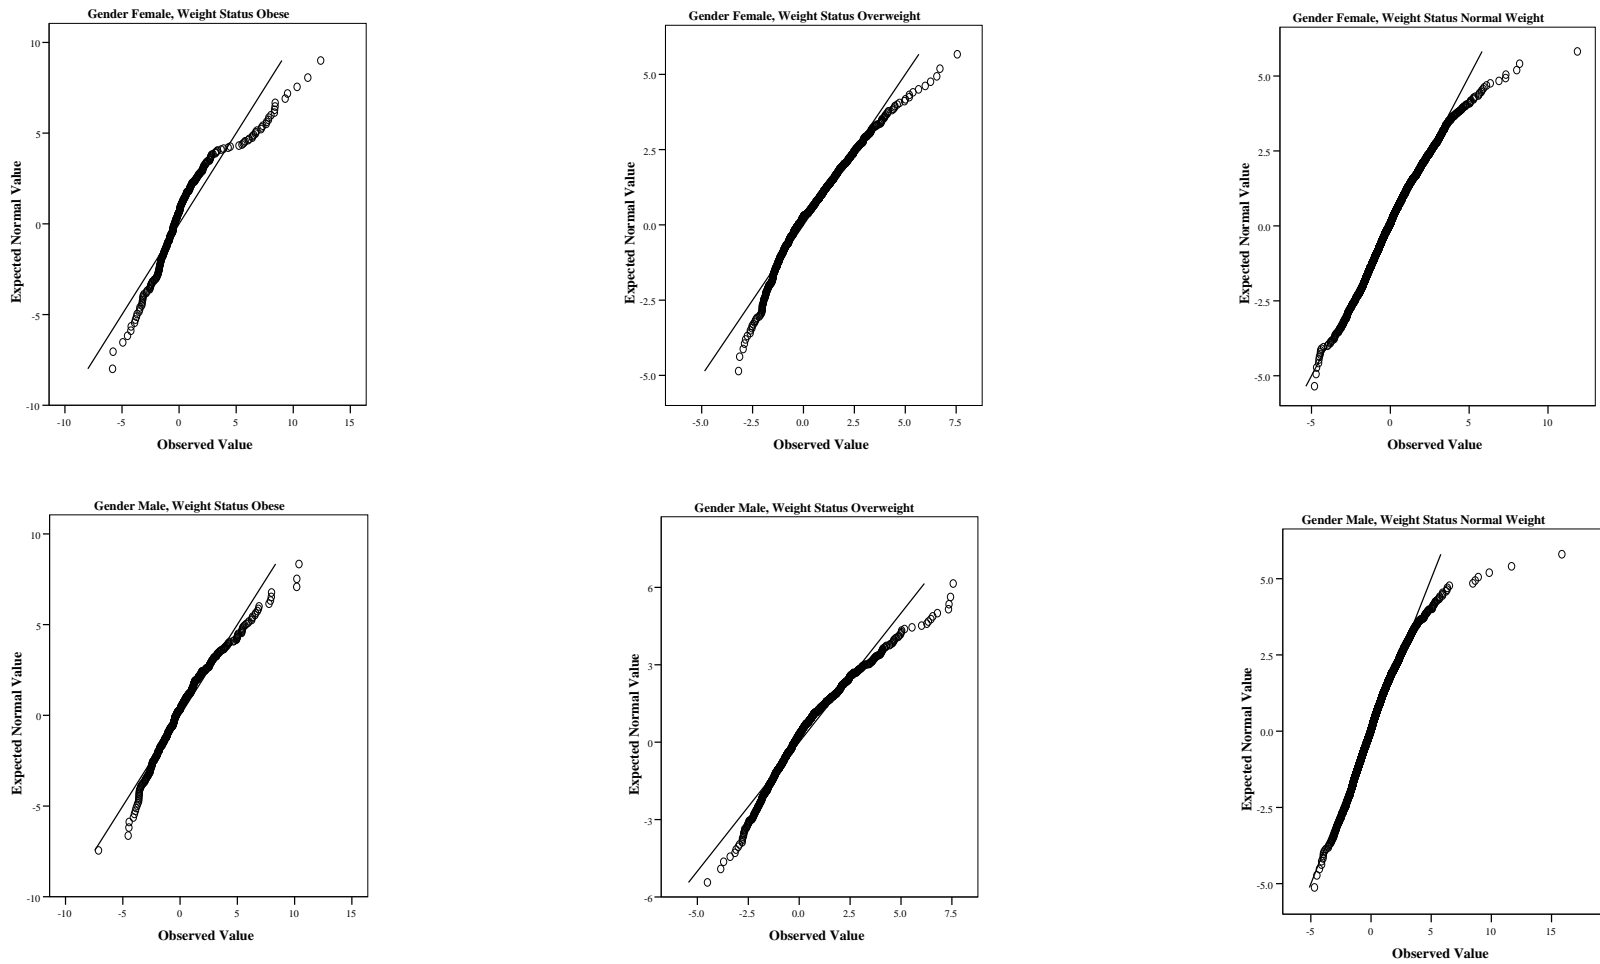 Gender Female, Weight Status Obese
10
5
0
-5
-10
Expected Normal Value
-10 -5 0 5 10 15
Observed Value
Gender Female, Weight Status Overweight
5.0
2.5
0.0
-2.5
-5.0
Expected Normal Value
-5.0 -2.5 0.0 2.5 5.0 7.5
Observed Value
Gender Female, Weight Status Normal Weight
5.0
2.5
0.0
-2.5
-5.0
Expected Normal Value
-5 0 5 10
Observed Value
Gender Male, Weight Status Obese
10
5
0
-5
-10
Expected Normal Value
-10 -5 0 5 10 15
Observed Value
Gender Male, Weight Status Overweight
6
3
0
-3
-6
Expected Normal Value
-5.0 -2.5 0.0 2.5 5.0 7.5
Observed Value
Gender Male, Weight Status Normal Weight
5.0
2.5
0.0
-2.5
-5.0
Expected Normal Value
-5 0 5 10 15
Observed Value